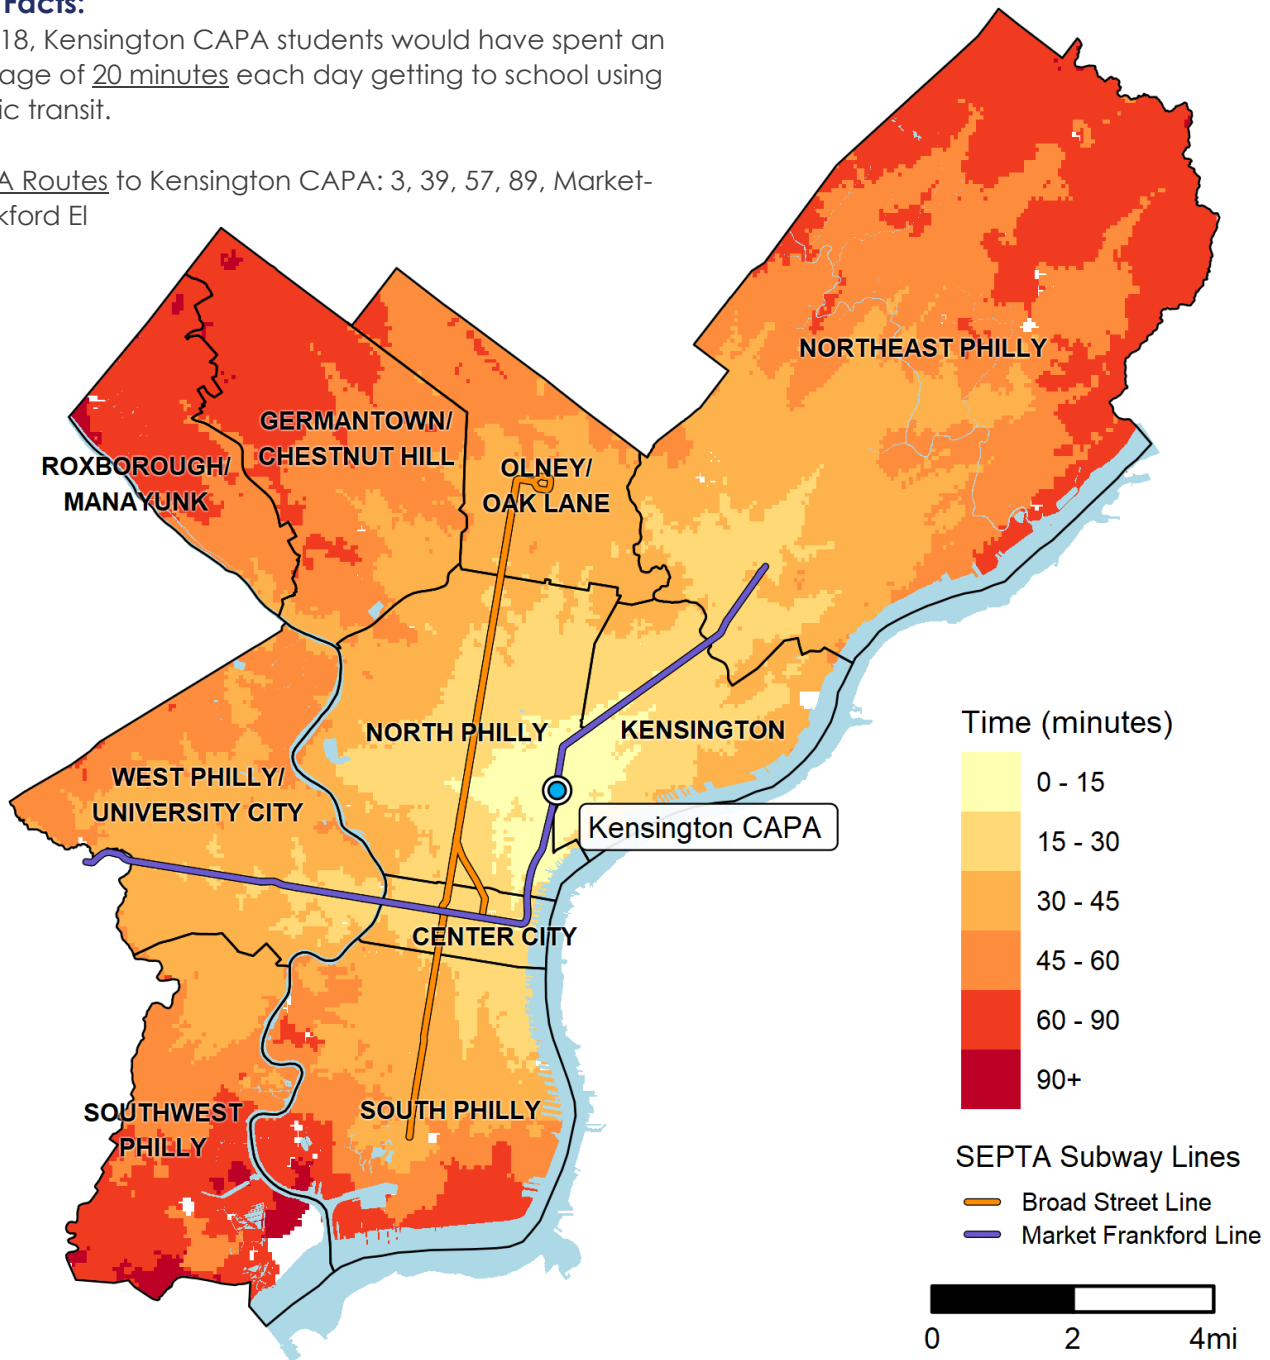 Facts:
18, Kensington CAPA students would have spent an
age of 20 minutes each day getting to school using
ic transit.
A Routes to Kensington CAPA: 3, 39, 57, 89, Market-
kford El
NORTHEAST PHILLY
GERMANTOWN/
CHESTNUT HILL
ROXBOROUGH/
MANAYUNK
OLNEY/
OAK LANE
NORTH PHILLY
KENSINGTON
WEST PHILLY/
UNIVERSITY CITY
Kensington CAPA
CENTER CITY
SOUTHWEST
PHILLY
SOUTH PHILLY
Time (minutes)
0 - 15
15 - 30
30 - 45
45 - 60
60 - 90
90+
SEPTA Subway Lines
Broad Street Line
Market Frankford Line
0 2 4mi